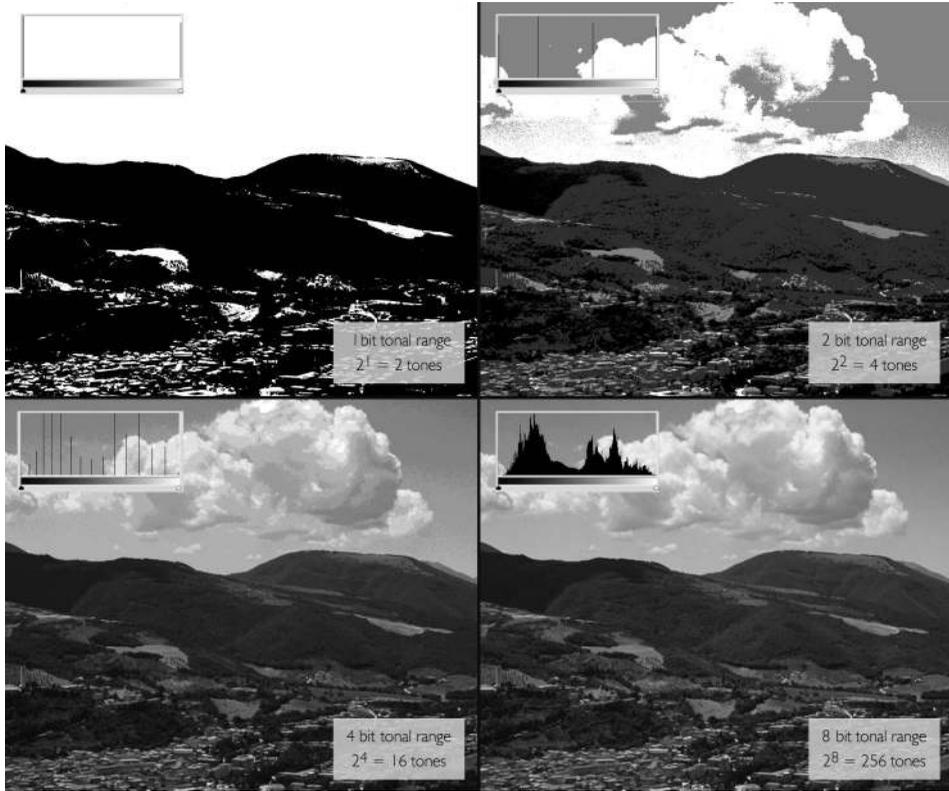 1 bit tonal range
2¹ = 2 tones
2 bit tonal range
2² = 4 tones
4 bit tonal range
2⁴ = 16 tones
8 bit tonal range
2⁸ = 256 tones